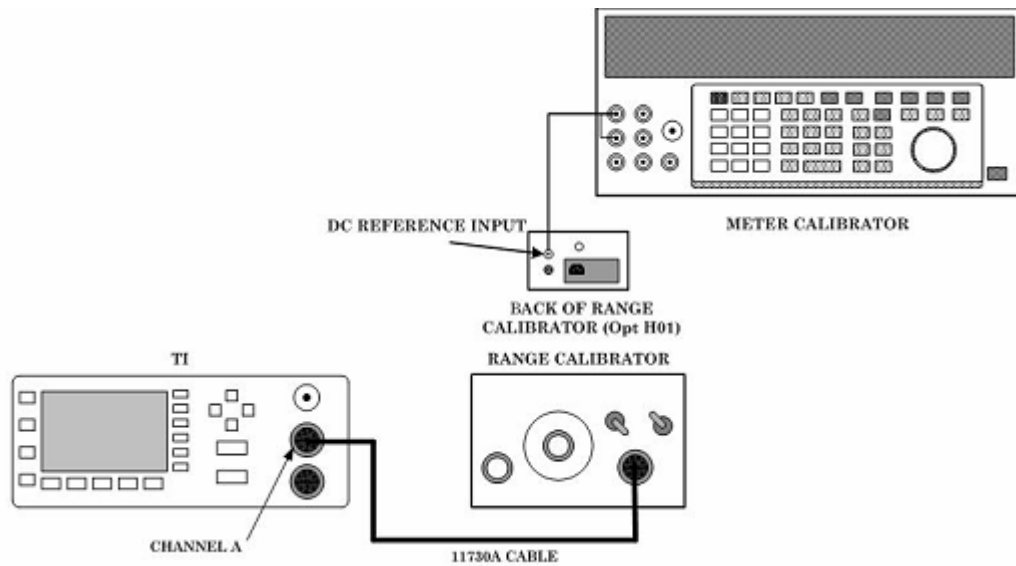 DC REFERENCE INPUT
METER CALIBRATOR
BACK OF RANGE
CALIBRATOR (Opt H01)
TI
RANGE CALIBRATOR
CHANNEL A
11730A CABLE